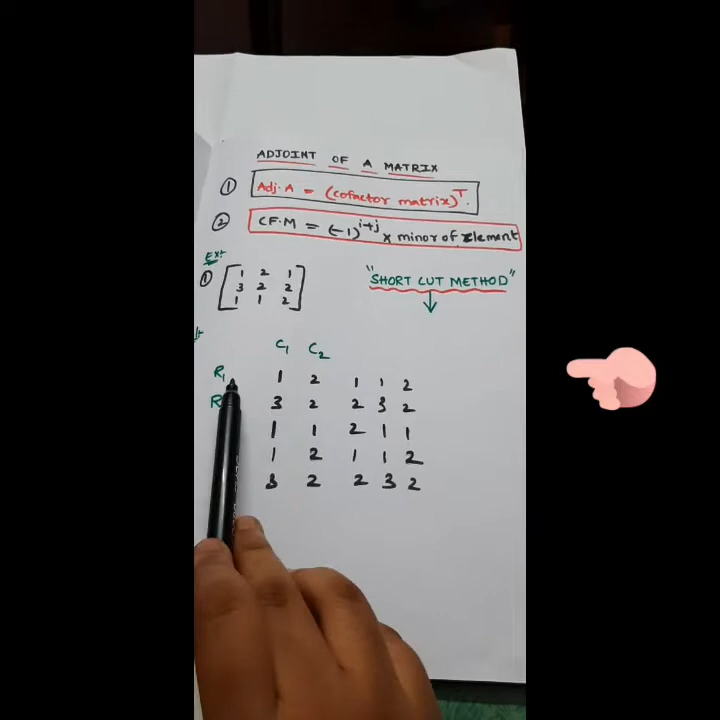 ADJOINT OF A MATRIX
① Adj. A = (cofactor matrix)ᵀ.
② CF.M = (-1)^i+j × minor of element
Ext
① [1 2 1
3 2 2
1 1 2]
"SHORT CUT METHOD"
C₁ C₂
R₁ 1 2 1 1 2
R 3 2 2 3 2
1 1 2 1 1
1 2 1 1 2
3 2 2 3 2